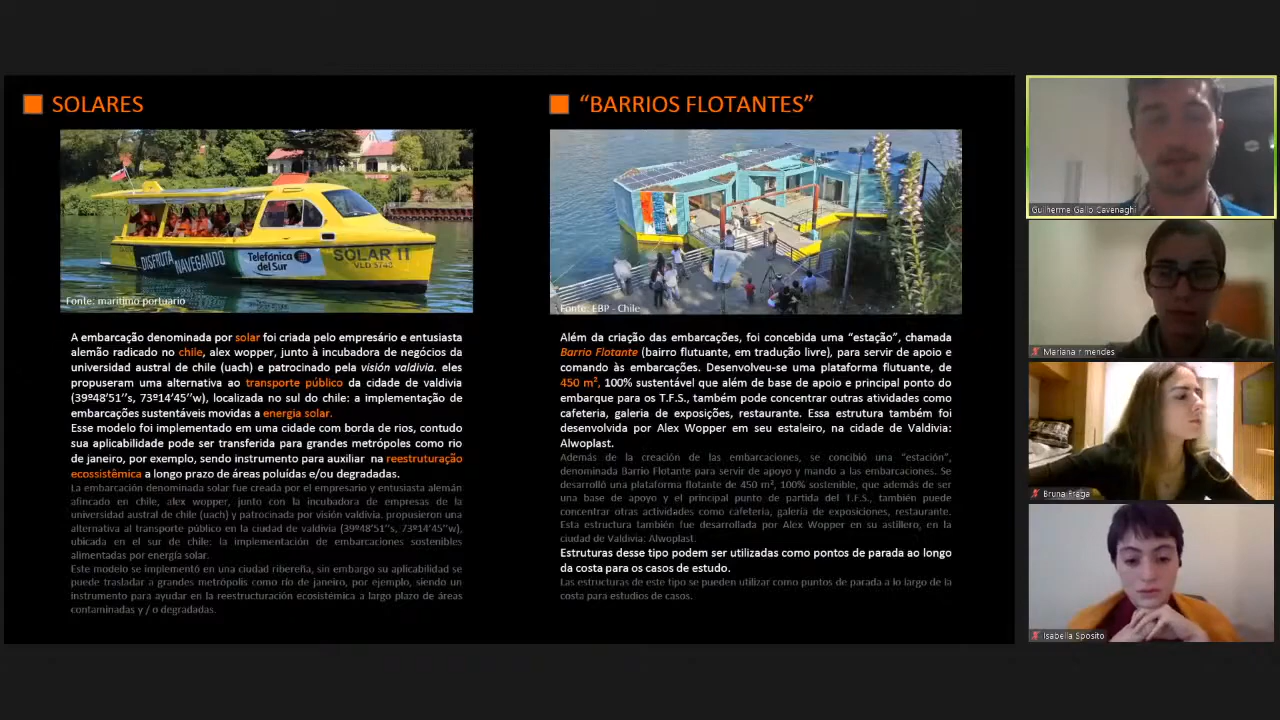 SOLARES
DISFRUTA NAVEGANDO
Telefónica
del Sur
SOLAR II
VLD 5743
Fonte: marítimo portuario
A embarcação denominada por solar foi criada pelo empresário e entusiasta
alemão radicado no chile, alex wopper, junto à incubadora de negócios da
universidad austral de chile (uach) y patrocinado pela visión valdivia. eles
propuseram uma alternativa ao transporte público da cidade de valdivia
(39º48'51''s, 73º14'45''w), localizada no sul do chile: a implementação de
embarcações sustentáveis movidas a energia solar.
Esse modelo foi implementado em uma cidade com borda de rios, contudo
sua aplicabilidade pode ser transferida para grandes metrópoles como rio
de janeiro, por exemplo, sendo instrumento para auxiliar na reestruturação
ecossistêmica a longo prazo de áreas poluídas e/ou degradadas.
La embarcación denominada solar fue creada por el empresario y entusiasta alemán
afincado en chile, alex wopper, junto con la incubadora de empresas de la
universidad austral de chile (uach) y patrocinada por visión valdivia. propusieron una
alternativa al transporte público en la ciudad de valdivia (39º48'51''s, 73º14'45''w),
ubicada en el sur de chile: la implementación de embarcaciones sostenibles
alimentadas por energía solar.
Este modelo se implementó en una ciudad ribereña, sin embargo su aplicabilidad se
puede trasladar a grandes metrópolis como río de janeiro, por ejemplo, siendo un
instrumento para ayudar en la reestructuración ecosistémica a largo plazo de áreas
contaminadas y / o degradadas.
"BARRIOS FLOTANTES"
Fonte: EBP - Chile
Além da criação das embarcações, foi concebida uma "estação", chamada
Barrio Flotante (bairro flutuante, em tradução livre), para servir de apoio e
comando às embarcações. Desenvolveu-se uma plataforma flutuante, de
450 m², 100% sustentável que além de base de apoio e principal ponto do
embarque para os T.F.S., também pode concentrar outras atividades como
cafeteria, galeria de exposições, restaurante. Essa estrutura também foi
desenvolvida por Alex Wopper em seu estaleiro, na cidade de Valdivia:
Alwoplast.
Además de la creación de las embarcaciones, se concibió una "estación",
denominada Barrio Flotante para servir de apoyo y mando a las embarcaciones. Se
desarrolló una plataforma flotante de 450 m², 100% sostenible, que además de ser
una base de apoyo y el principal punto de partida del T.F.S., también puede
concentrar otras actividades como cafetería, galería de exposiciones, restaurante.
Esta estructura también fue desarrollada por Alex Wopper en su astillero, en la
ciudad de Valdivia: Alwoplast.
Estruturas desse tipo podem ser utilizadas como pontos de parada ao longo
da costa para os casos de estudo.
Las estructuras de este tipo se pueden utilizar como puntos de parada a lo largo de la
costa para estudios de casos.
Guilherme Gallo Cavenaghi
Mariana r mendes
Bruna Fraga
Isabella Sposito